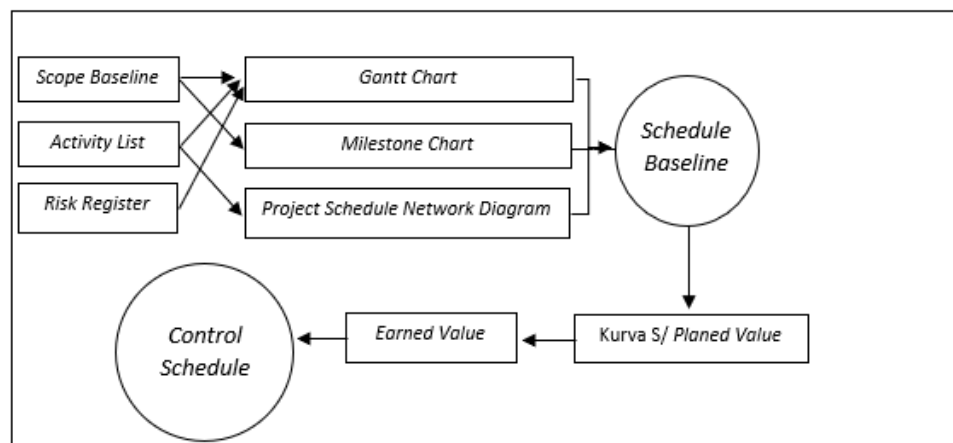 Scope Baseline
Gantt Chart
Activity List
Milestone Chart
Risk Register
Project Schedule Network Diagram
Schedule
Baseline
Control
Schedule
Earned Value
Kurva S/ Planed Value